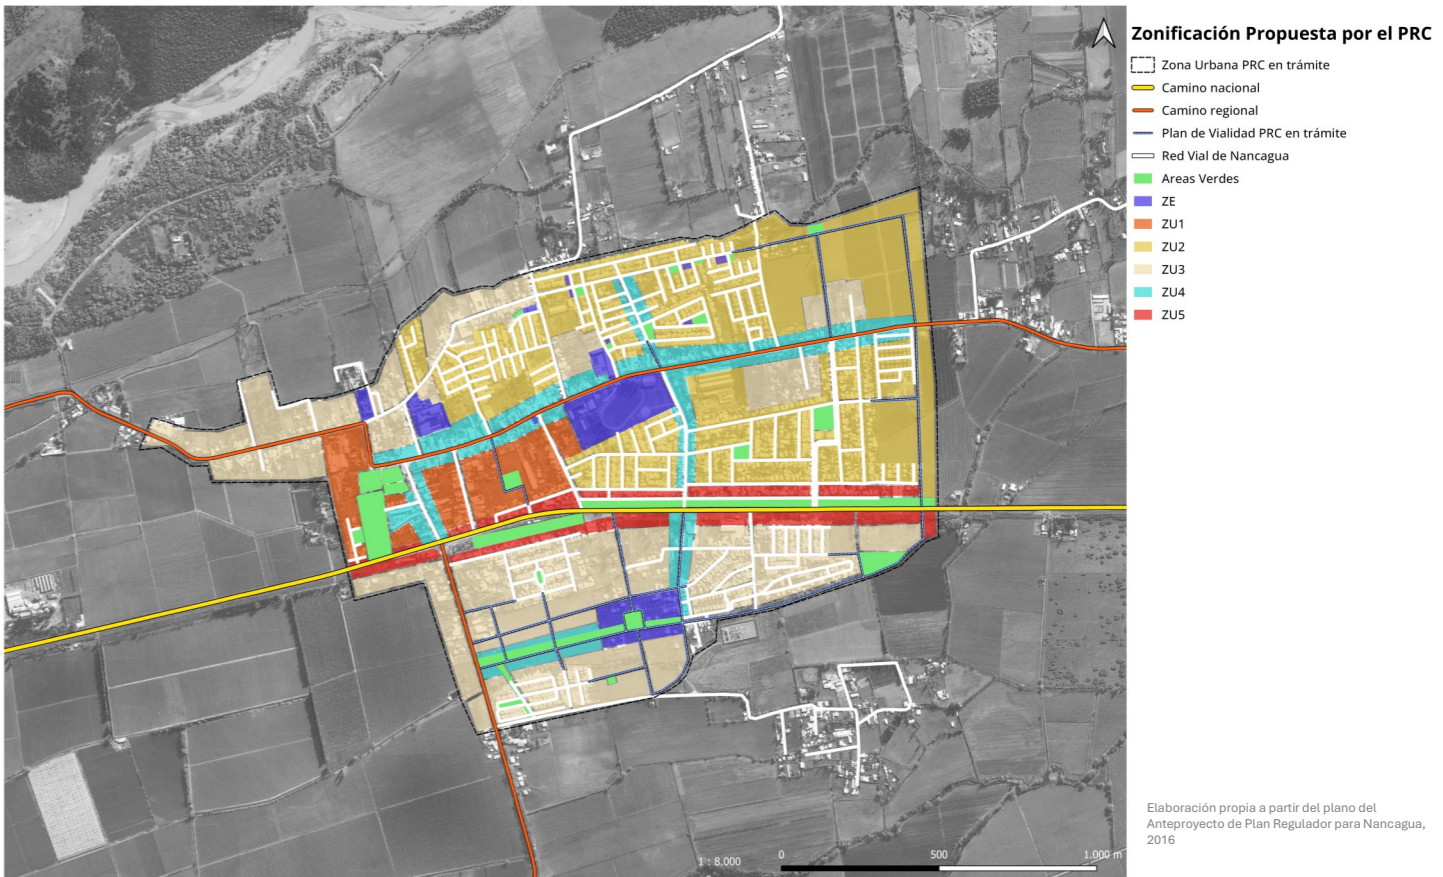 Zonificación Propuesta por el PRC
Zona Urbana PRC en trámite
Camino nacional
Camino regional
Plan de Vialidad PRC en trámite
Red Vial de Nancagua
Areas Verdes
ZE
ZU1
ZU2
ZU3
ZU4
ZU5
Elaboración propia a partir del plano del
Anteproyecto de Plan Regulador para Nancagua,
2016
1 : 8.000
0 500 1.000 m